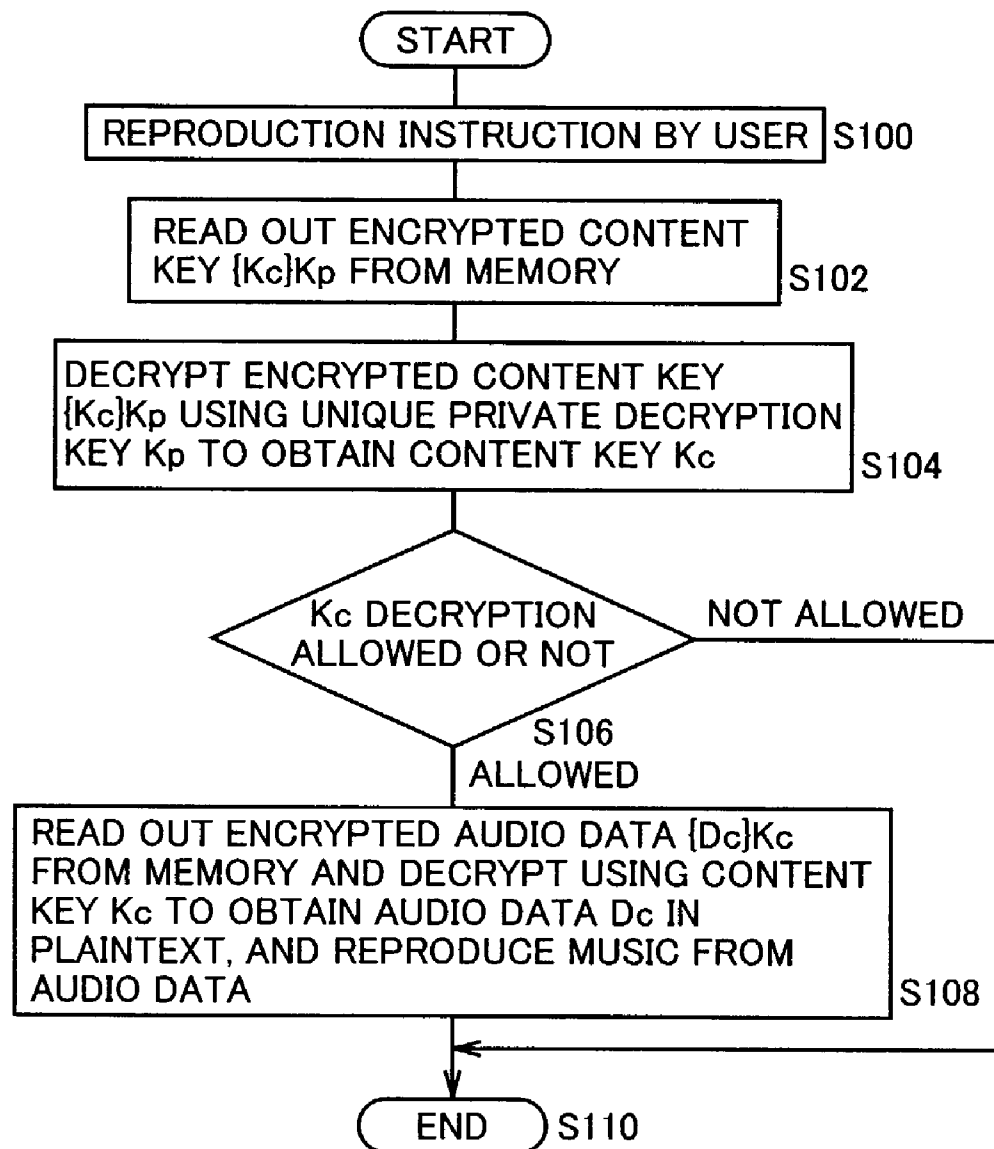 START
REPRODUCTION INSTRUCTION BY USER S100
READ OUT ENCRYPTED CONTENT
KEY {Kc}Kp FROM MEMORY
S102
DECRYPT ENCRYPTED CONTENT KEY
{Kc}Kp USING UNIQUE PRIVATE DECRYPTION
KEY Kp TO OBTAIN CONTENT KEY Kc
S104
Kc DECRYPTION
ALLOWED OR NOT
NOT ALLOWED
S106
ALLOWED
READ OUT ENCRYPTED AUDIO DATA {Dc}Kc
FROM MEMORY AND DECRYPT USING CONTENT
KEY Kc TO OBTAIN AUDIO DATA Dc IN
PLAINTEXT, AND REPRODUCE MUSIC FROM
AUDIO DATA
S108
END S110